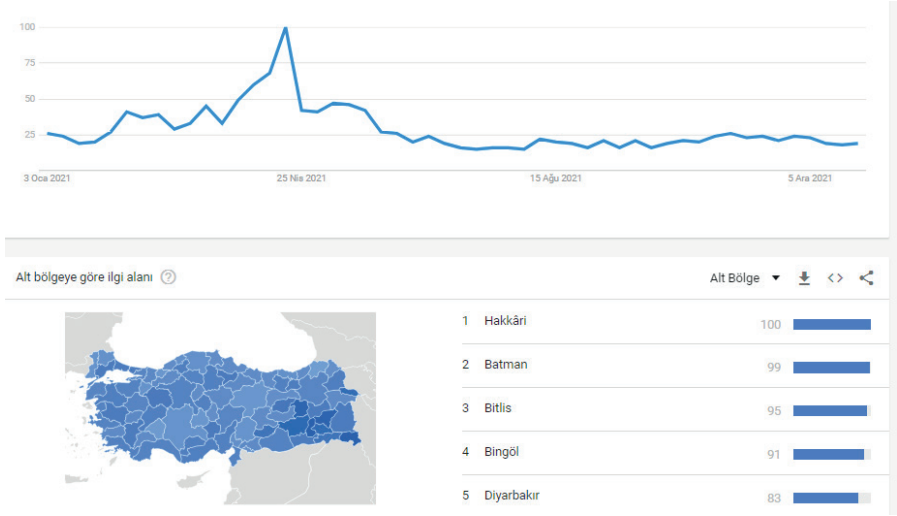 100
75
50
25
3 Oca 2021 25 Nis 2021 15 Ağu 2021 5 Ara 2021
Alt bölgeye göre ilgi alanı ?
Alt Bölge
1 Hakkâri 100
2 Batman 99
3 Bitlis 95
4 Bingöl 91
5 Diyarbakır 83